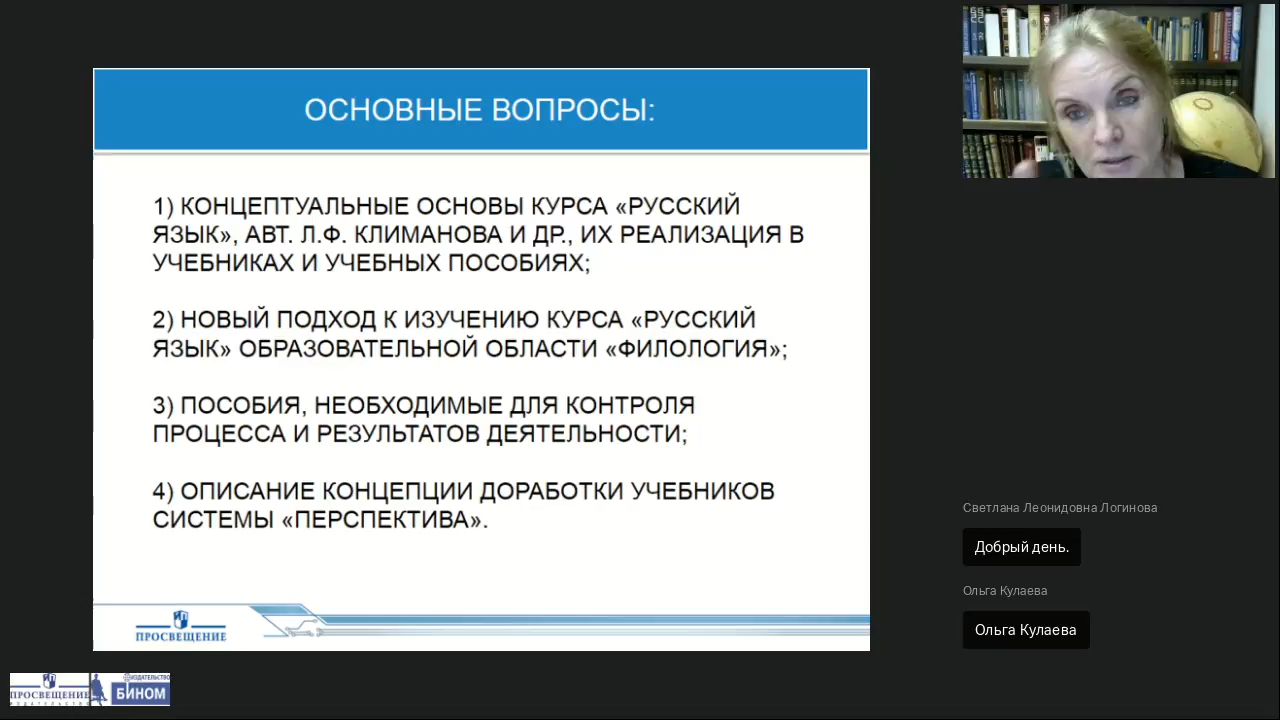 ОСНОВНЫЕ ВОПРОСЫ:
1) КОНЦЕПТУАЛЬНЫЕ ОСНОВЫ КУРСА «РУССКИЙ
ЯЗЫК», АВТ. Л.Ф. КЛИМАНОВА И ДР., ИХ РЕАЛИЗАЦИЯ В
УЧЕБНИКАХ И УЧЕБНЫХ ПОСОБИЯХ;
2) НОВЫЙ ПОДХОД К ИЗУЧЕНИЮ КУРСА «РУССКИЙ
ЯЗЫК» ОБРАЗОВАТЕЛЬНОЙ ОБЛАСТИ «ФИЛОЛОГИЯ»;
3) ПОСОБИЯ, НЕОБХОДИМЫЕ ДЛЯ КОНТРОЛЯ
ПРОЦЕССА И РЕЗУЛЬТАТОВ ДЕЯТЕЛЬНОСТИ;
4) ОПИСАНИЕ КОНЦЕПЦИИ ДОРАБОТКИ УЧЕБНИКОВ
СИСТЕМЫ «ПЕРСПЕКТИВА».
ПРОСВЕЩЕНИЕ
Светлана Леонидовна Логинова
Добрый день.
Ольга Кулаева
Ольга Кулаева
ПРОСВЕЩЕНИЕ
ИЗДАТЕЛЬСТВО
ИЗДАТЕЛЬСТВО
БИНОМ